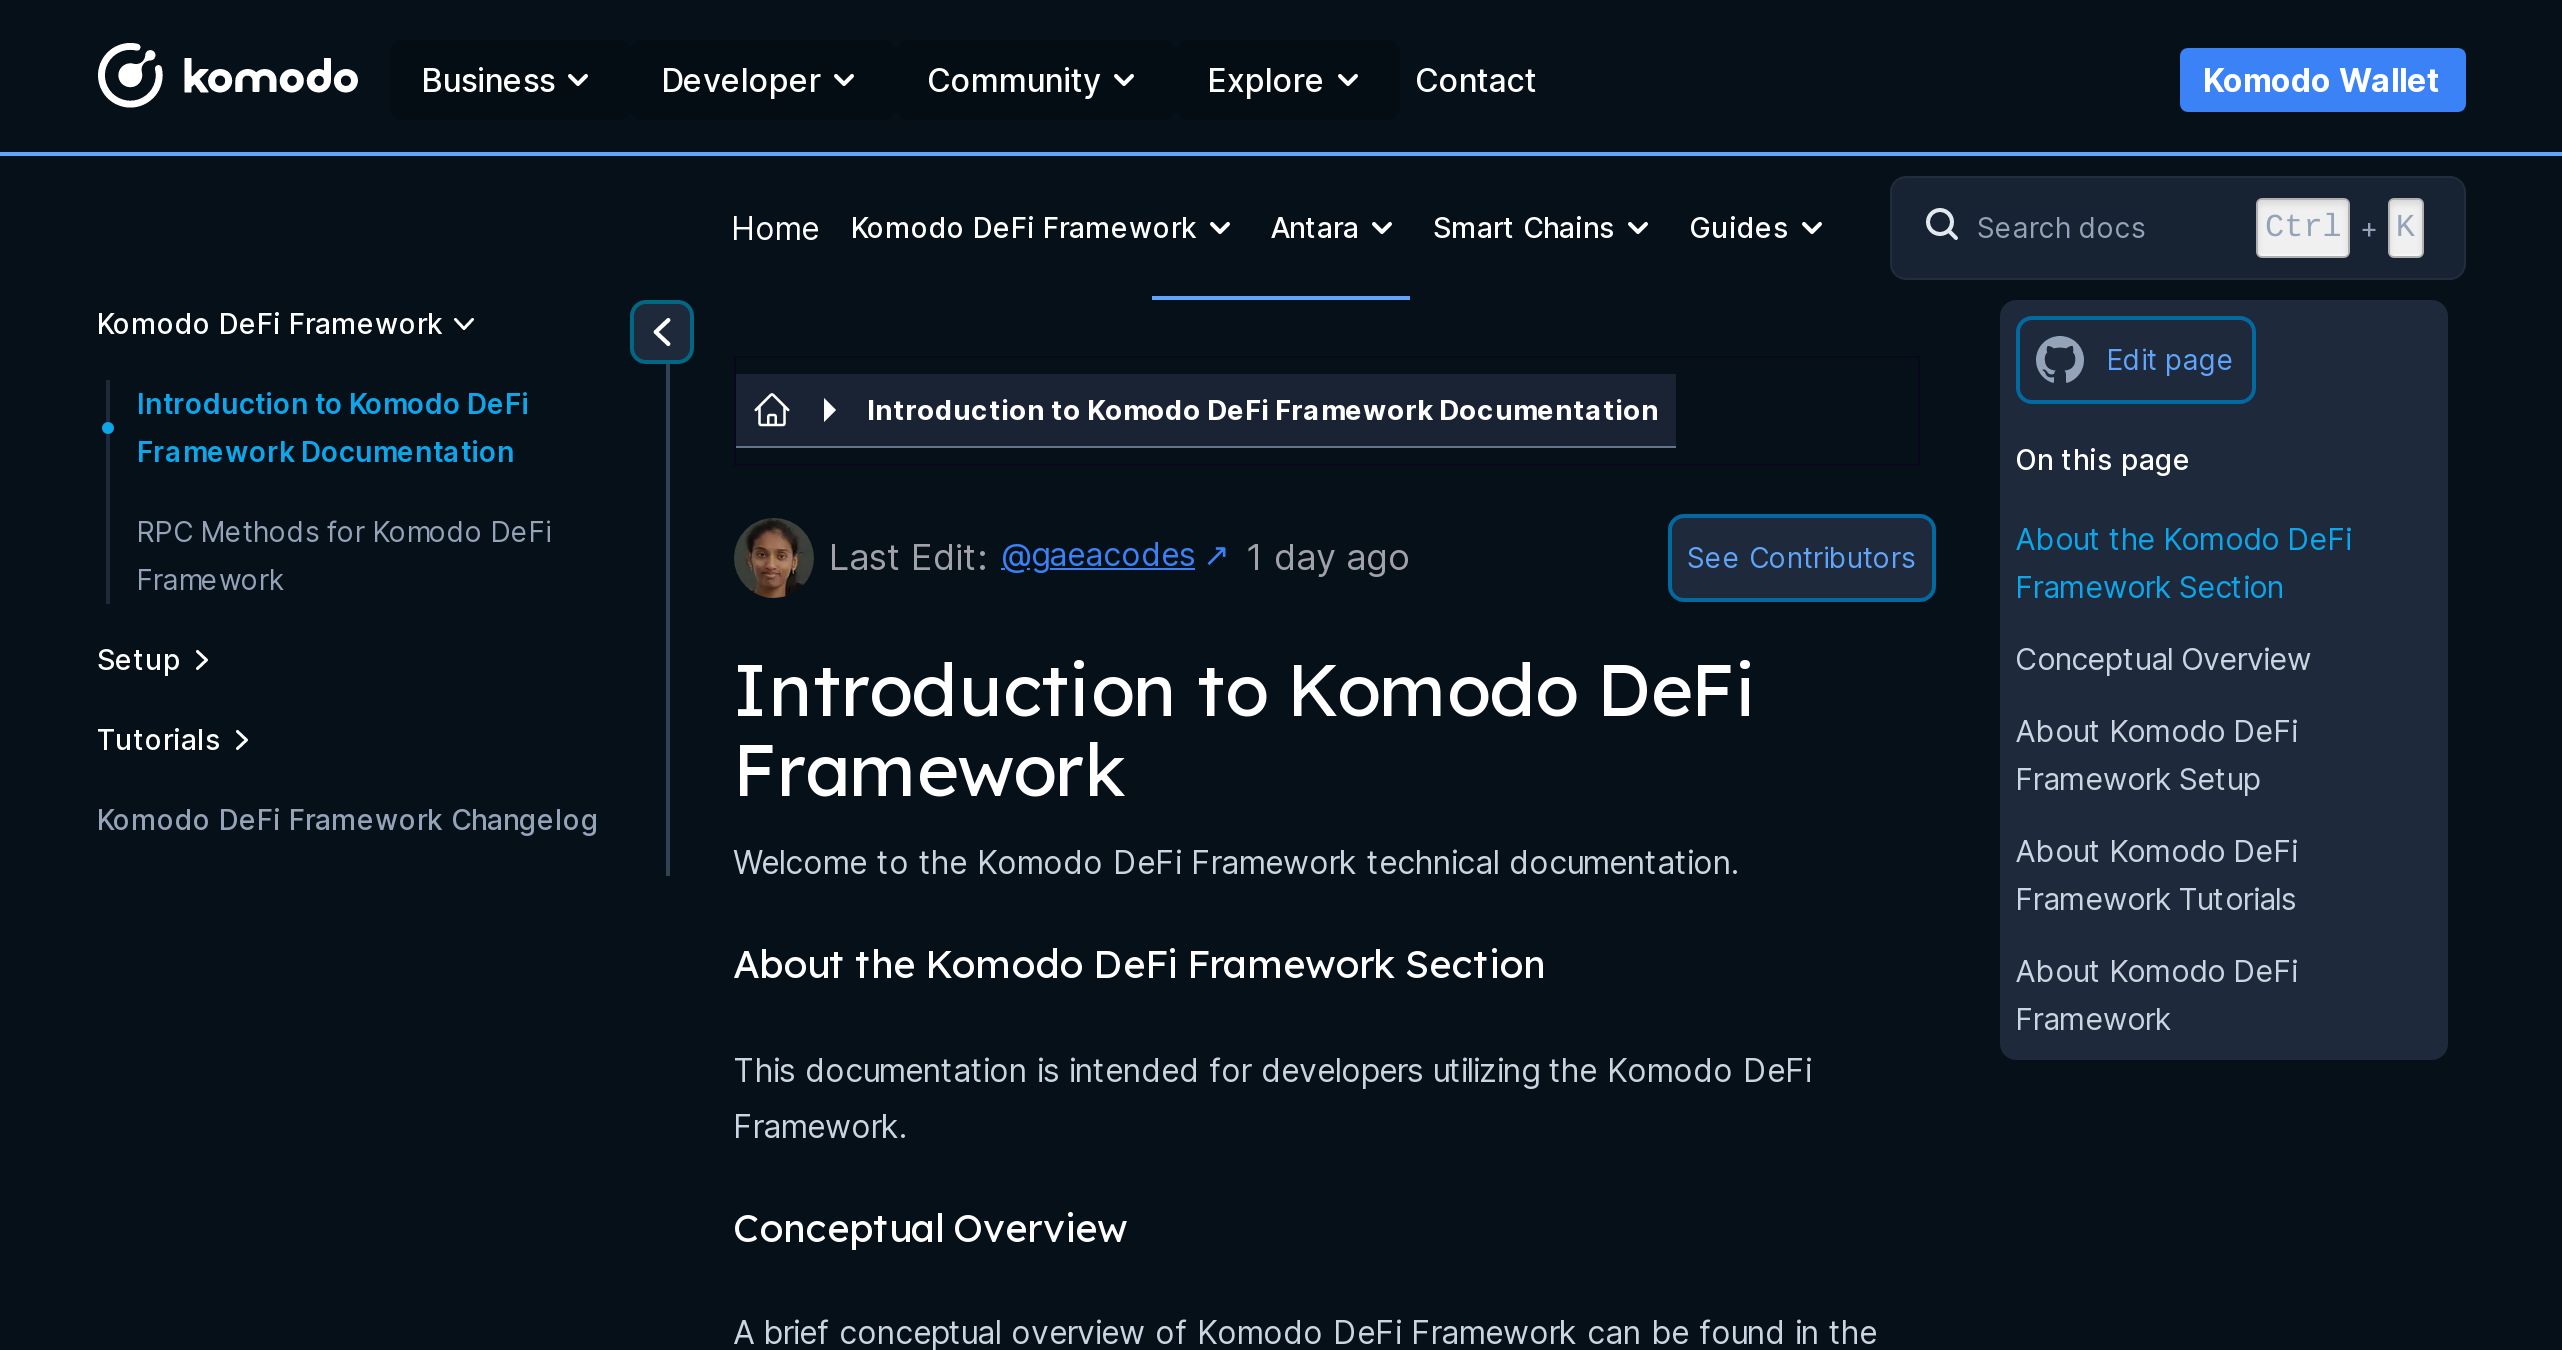 komodo
Business
Developer
Community
Explore
Contact
Komodo Wallet
Home
Komodo DeFi Framework
Antara
Smart Chains
Guides
Search docs
Ctrl + K
Komodo DeFi Framework
Introduction to Komodo DeFi
Framework Documentation
RPC Methods for Komodo DeFi
Framework
Setup
Tutorials
Komodo DeFi Framework Changelog
Introduction to Komodo DeFi Framework Documentation
Last Edit: @gaeacodes ↗ 1 day ago
See Contributors
Introduction to Komodo DeFi
Framework
Welcome to the Komodo DeFi Framework technical documentation.
About the Komodo DeFi Framework Section
This documentation is intended for developers utilizing the Komodo DeFi
Framework.
Conceptual Overview
A brief conceptual overview of Komodo DeFi Framework can be found in the
Edit page
On this page
About the Komodo DeFi
Framework Section
Conceptual Overview
About Komodo DeFi
Framework Setup
About Komodo DeFi
Framework Tutorials
About Komodo DeFi
Framework